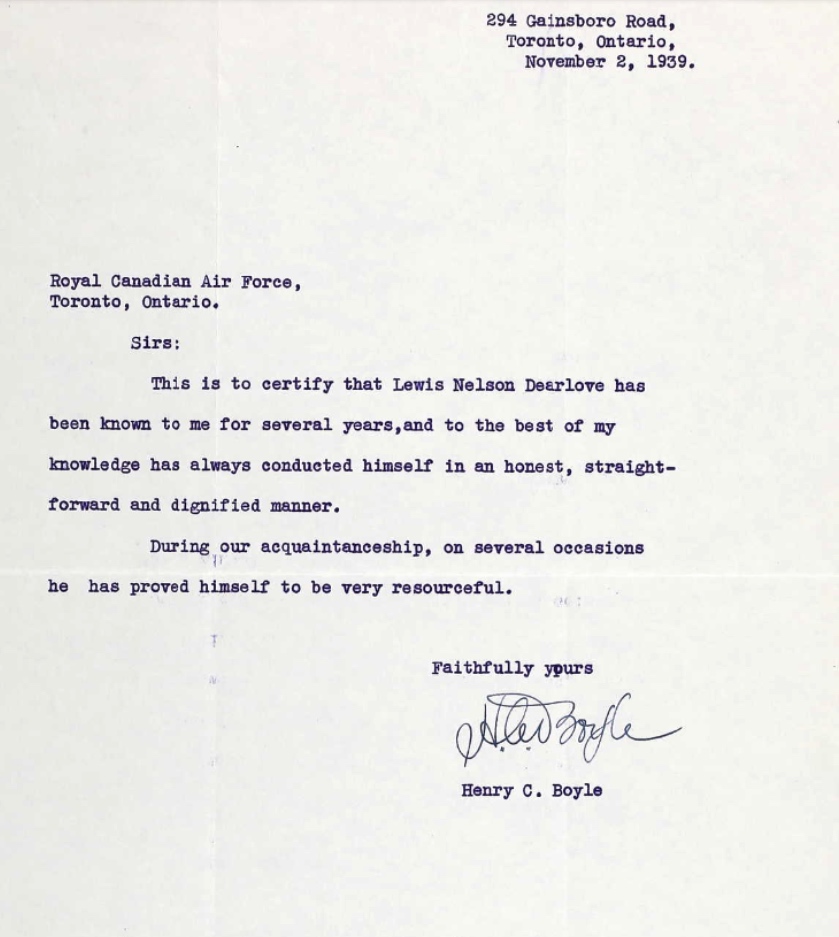 294 Gainsboro Road,
Toronto, Ontario,
November 2, 1939.
Royal Canadian Air Force,
Toronto, Ontario.
Sirs:
This is to certify that Lewis Nelson Dearlove has
been known to me for several years,and to the best of my
knowledge has always conducted himself in an honest, straight-
forward and dignified manner.
During our acquaintanceship, on several occasions
he has proved himself to be very resourceful.
Faithfully yours
H.C. Boyle
Henry C. Boyle